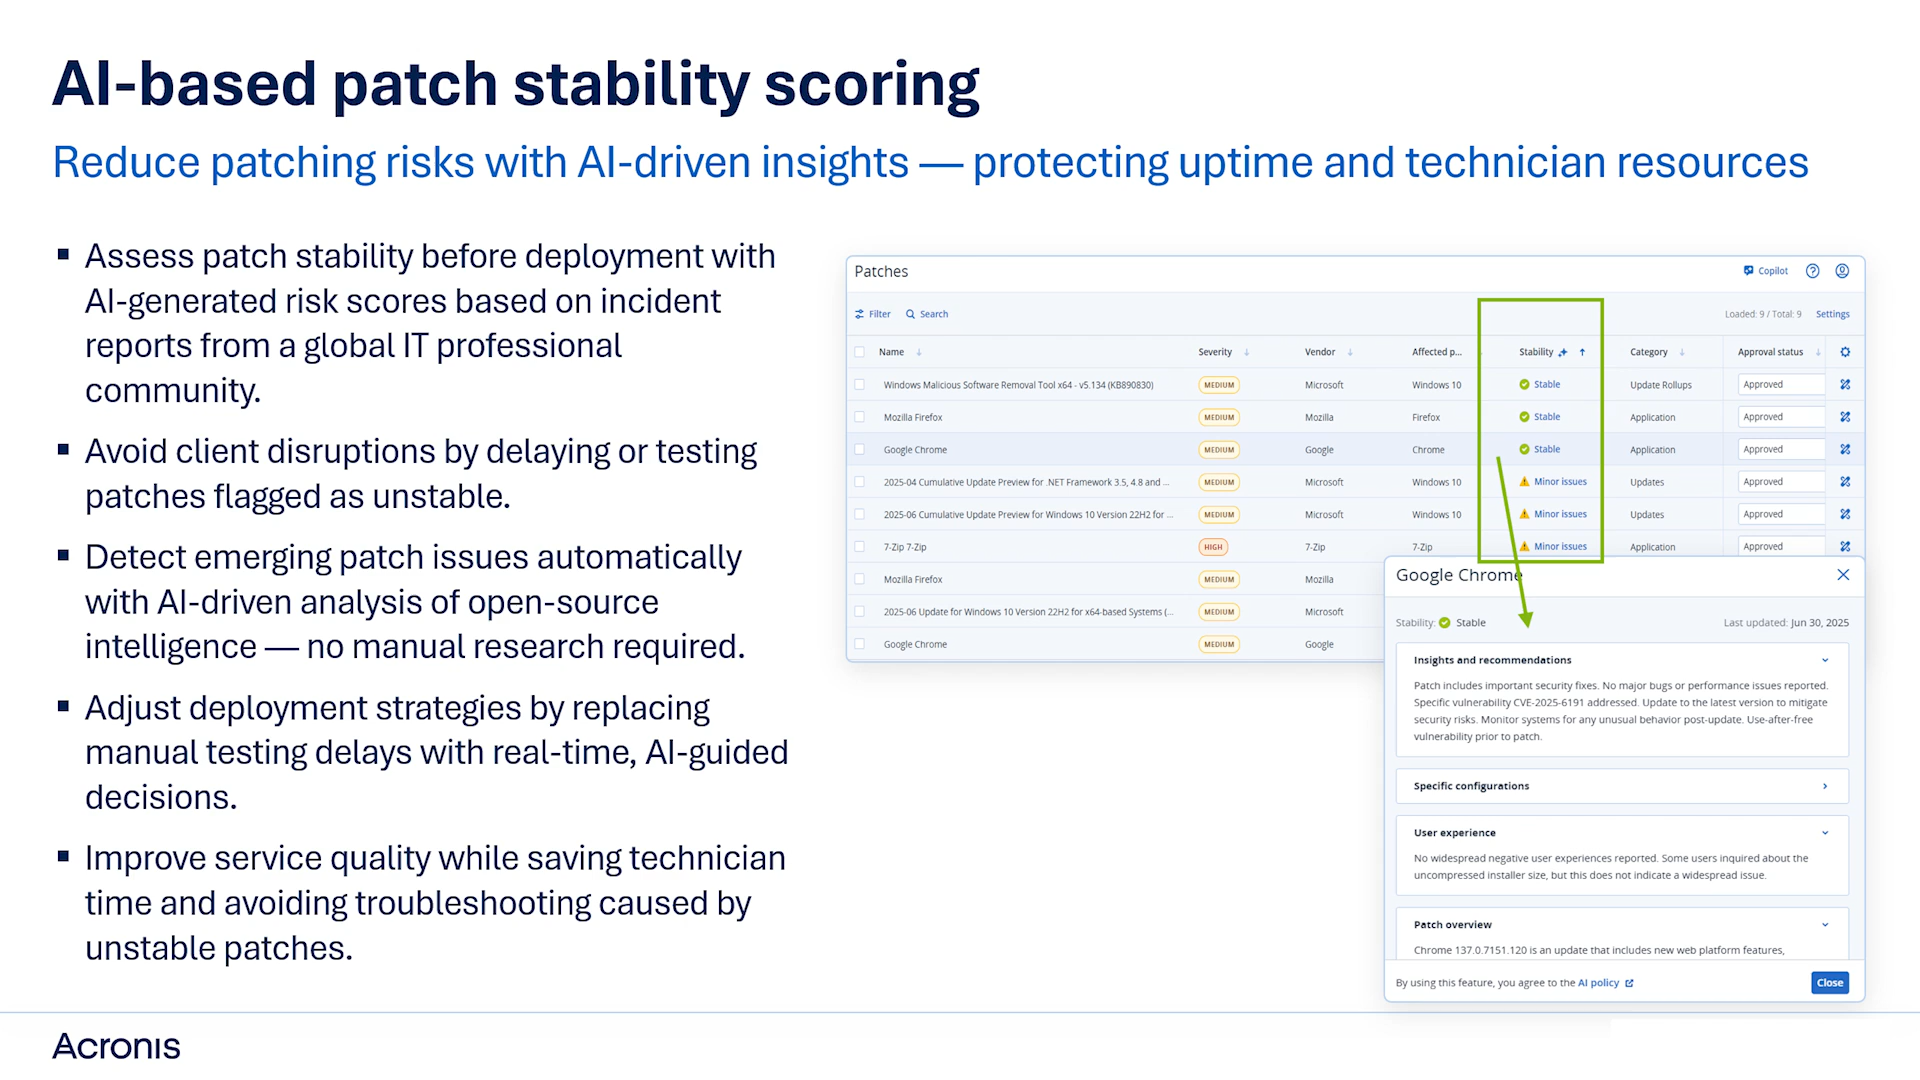 AI-based patch stability scoring
Reduce patching risks with AI-driven insights — protecting uptime and technician resources
▪ Assess patch stability before deployment with
AI-generated risk scores based on incident
reports from a global IT professional
community.
▪ Avoid client disruptions by delaying or testing
patches flagged as unstable.
▪ Detect emerging patch issues automatically
with AI-driven analysis of open-source
intelligence — no manual research required.
▪ Adjust deployment strategies by replacing
manual testing delays with real-time, AI-guided
decisions.
▪ Improve service quality while saving technician
time and avoiding troubleshooting caused by
unstable patches.
Patches Copilot
Filter Search Loaded: 9 / Total: 9 Settings
Name Severity Vendor Affected p... Stability Category Approval status
Windows Malicious Software Removal Tool x64 - v5.134 (KB890830) MEDIUM Microsoft Windows 10 Stable Update Rollups Approved
Mozilla Firefox MEDIUM Mozilla Firefox Stable Application Approved
Google Chrome MEDIUM Google Chrome Stable Application Approved
2025-04 Cumulative Update Preview for .NET Framework 3.5, 4.8 and ... MEDIUM Microsoft Windows 10 Minor issues Updates Approved
2025-06 Cumulative Update Preview for Windows 10 Version 22H2 for ... MEDIUM Microsoft Windows 10 Minor issues Updates Approved
7-Zip 7-Zip HIGH 7-Zip 7-Zip Minor issues Application Approved
Mozilla Firefox MEDIUM Mozilla
2025-06 Update for Windows 10 Version 22H2 for x64-based Systems (... MEDIUM Microsoft
Google Chrome MEDIUM Google
Google Chrome
Stability: Stable Last updated: Jun 30, 2025
Insights and recommendations
Patch includes important security fixes. No major bugs or performance issues reported.
Specific vulnerability CVE-2025-6191 addressed. Update to the latest version to mitigate
security risks. Monitor systems for any unusual behavior post-update. Use-after-free
vulnerability prior to patch.
Specific configurations
User experience
No widespread negative user experiences reported. Some users inquired about the
uncompressed installer size, but this does not indicate a widespread issue.
Patch overview
Chrome 137.0.7151.120 is an update that includes new web platform features,
By using this feature, you agree to the AI policy Close
Acronis